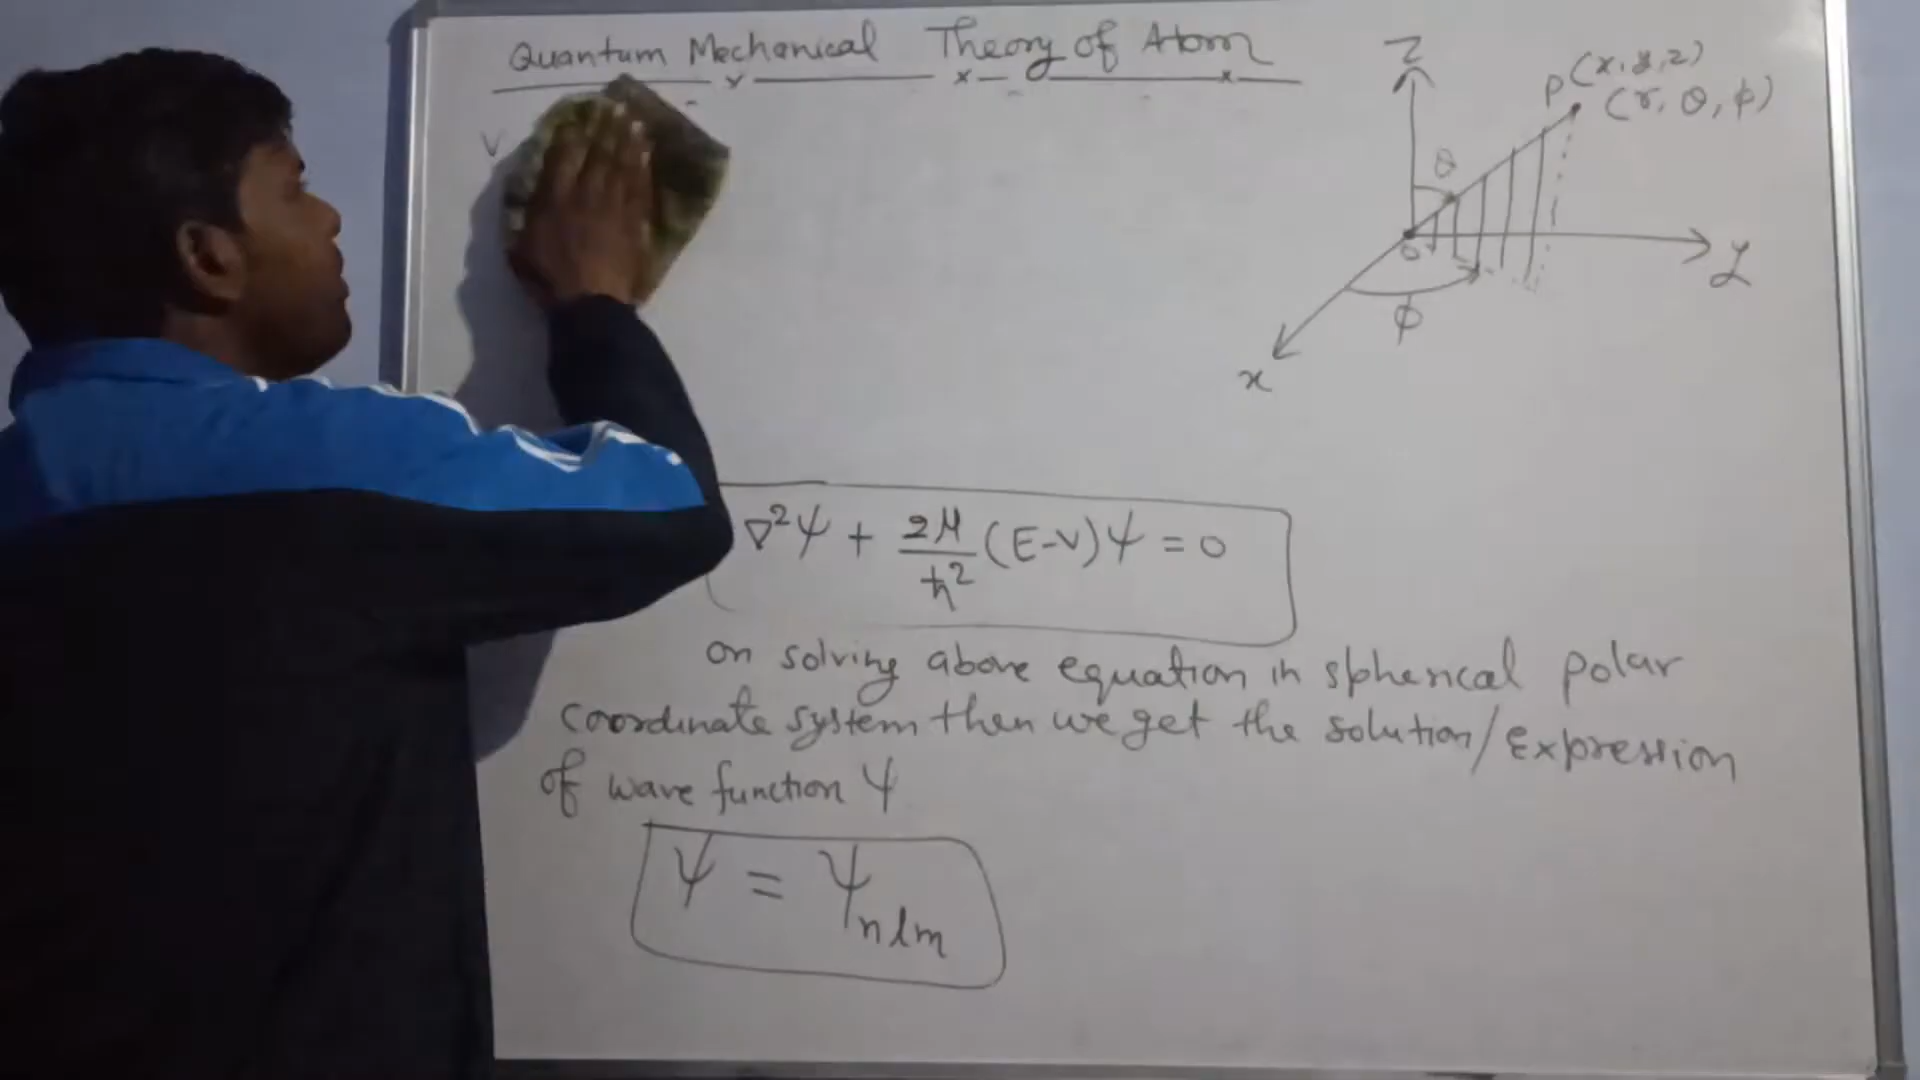 Quantum Mechanical Theory of Atom
V
Z
P(x, y, z)
(r, θ, φ)
θ
o
y
φ
x
∇²ψ + 2μ/ħ² (E-V)ψ = 0
on solving above equation in spherical polar
coordinate system then we get the solution/Expression
of wave function ψ
ψ = ψnlm